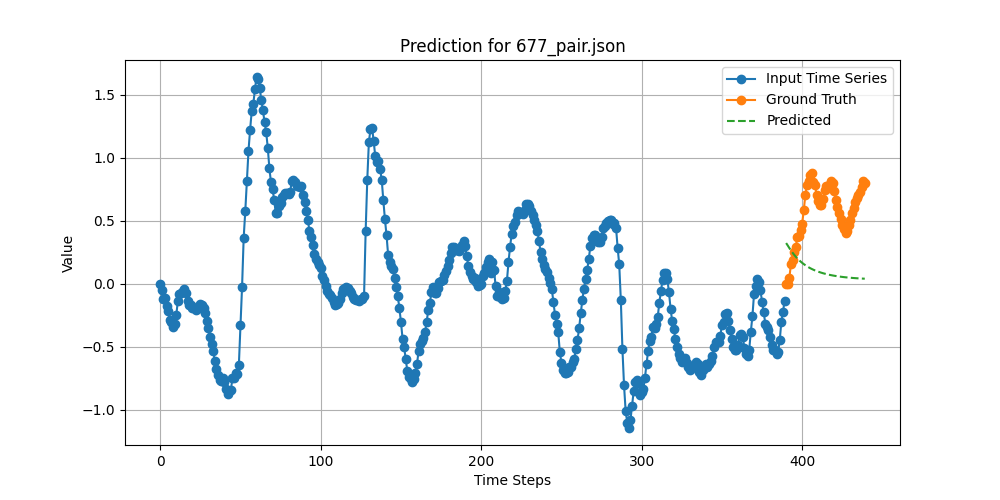 Prediction for 677_pair.json
Input Time Series
Ground Truth
Predicted
1.5
1.0
0.5
0.0
−0.5
−1.0
Value
0 100 200 300 400
Time Steps